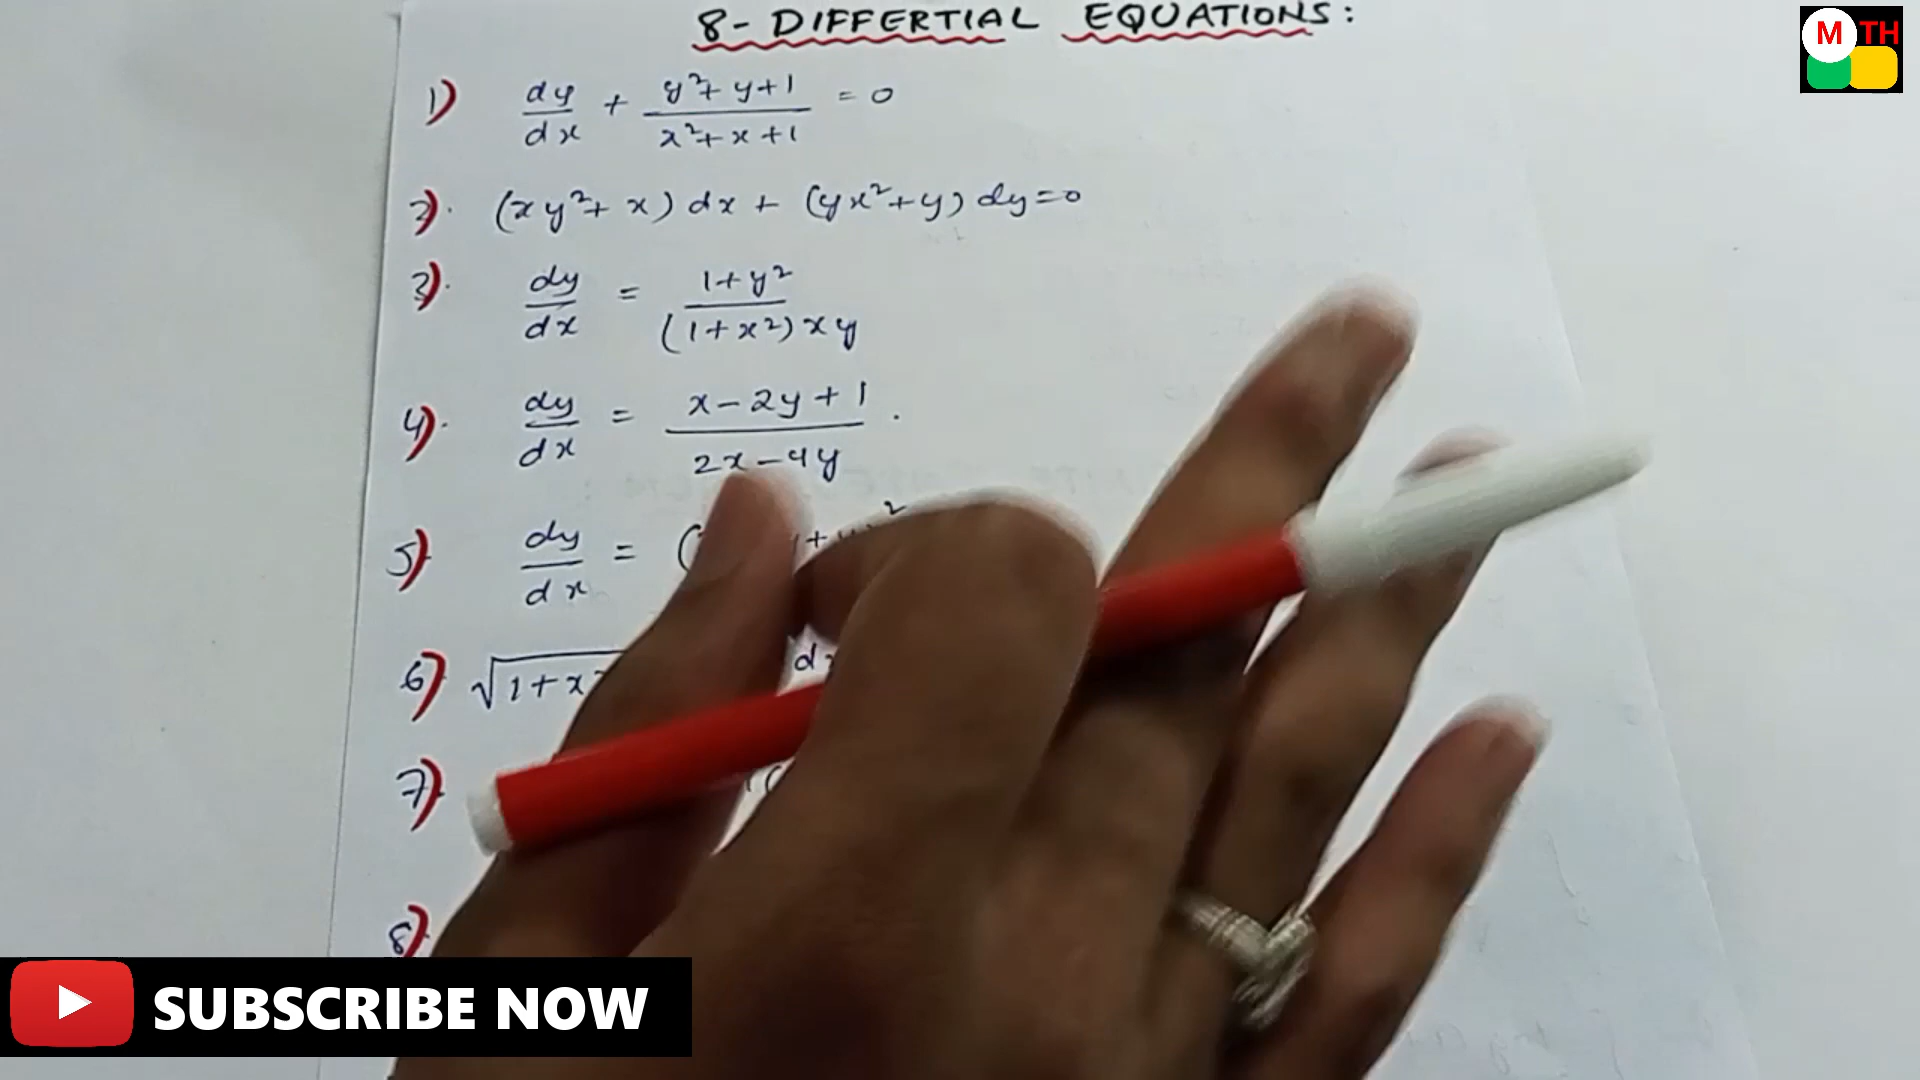 8- DIFFERTIAL EQUATIONS:
M TH
1) dy/dx + (y²+y+1)/(x²+x+1) = 0
2). (xy²+x) dx + (yx²+y) dy=0
3). dy/dx = (1+y²)/((1+x²)xy)
4). dy/dx = (x-2y+1)/(2x-4y) .
5) dy/dx = (
6) √1+x
7)
8)
SUBSCRIBE NOW